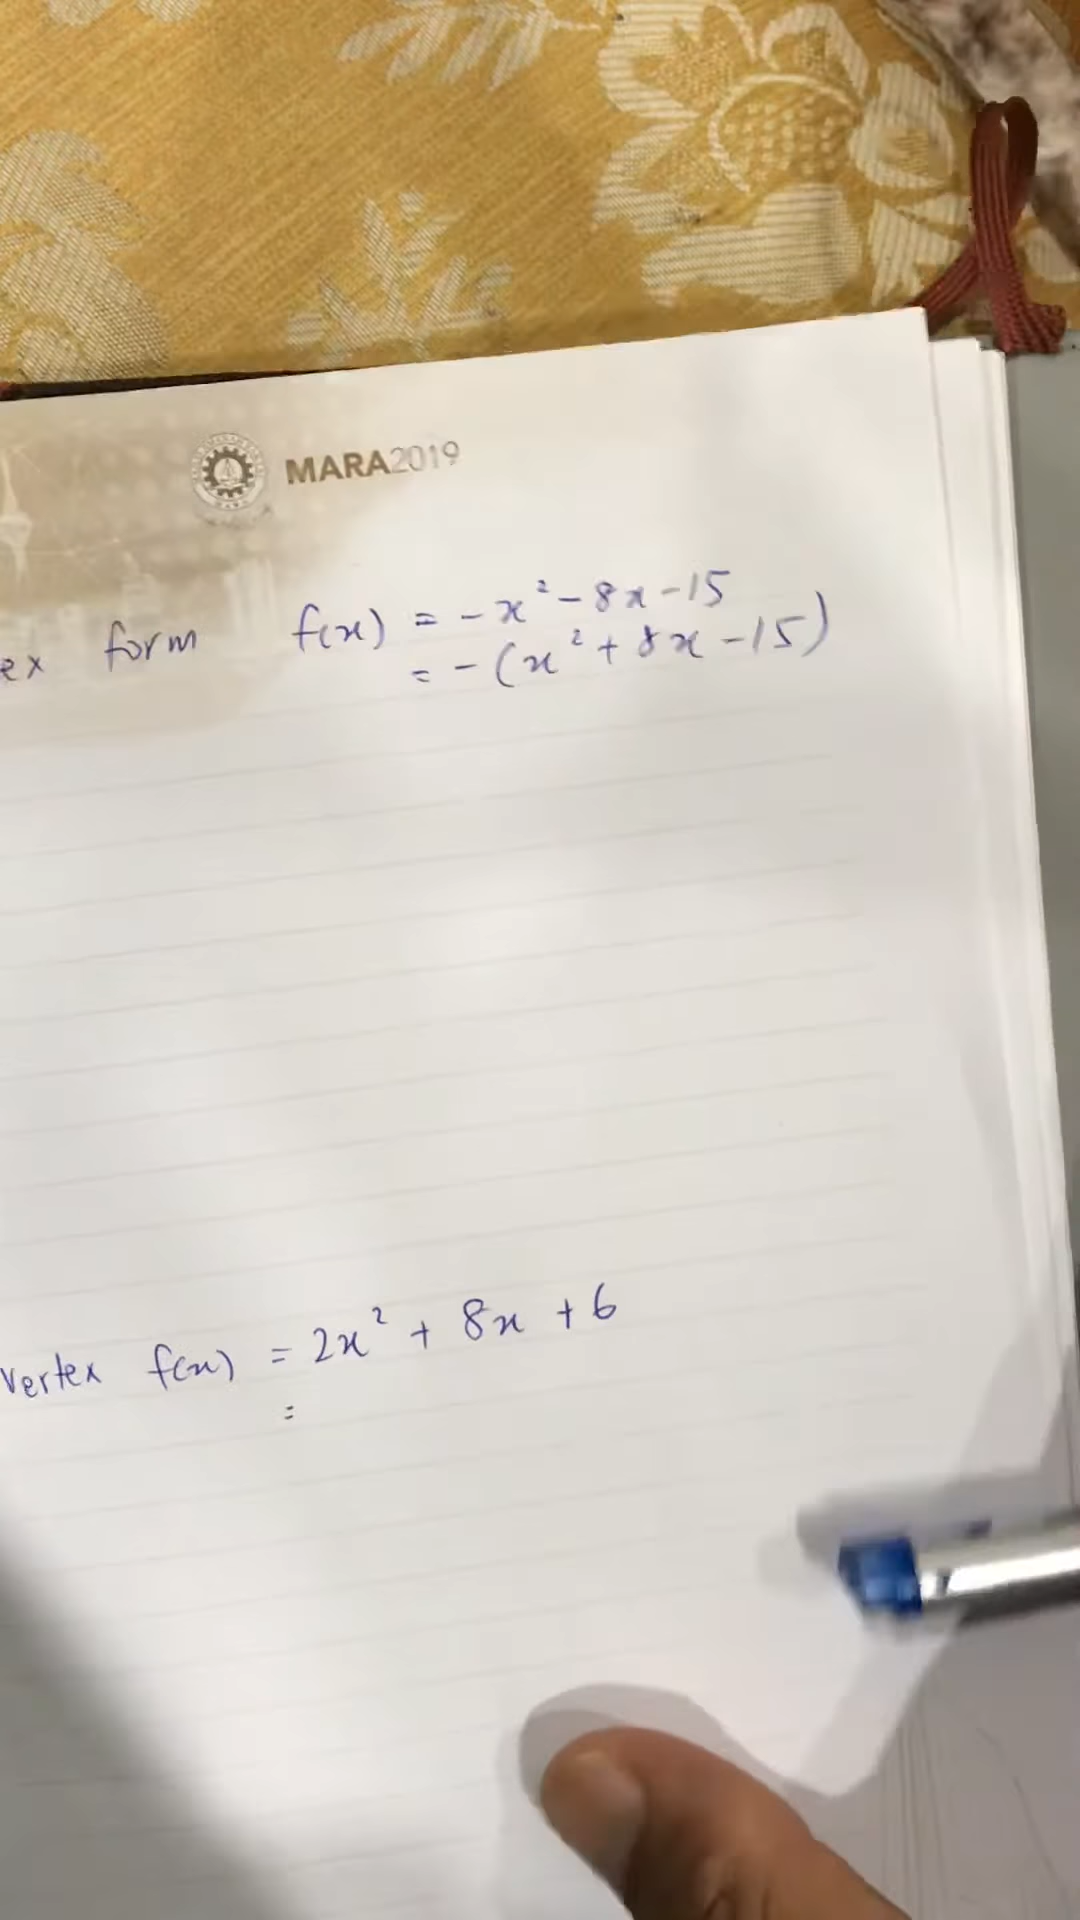 MARA2019
ex form f(x) = -x² - 8x - 15
= -(x² + 8x - 15)
vertex f(x) = 2x² + 8x + 6
=